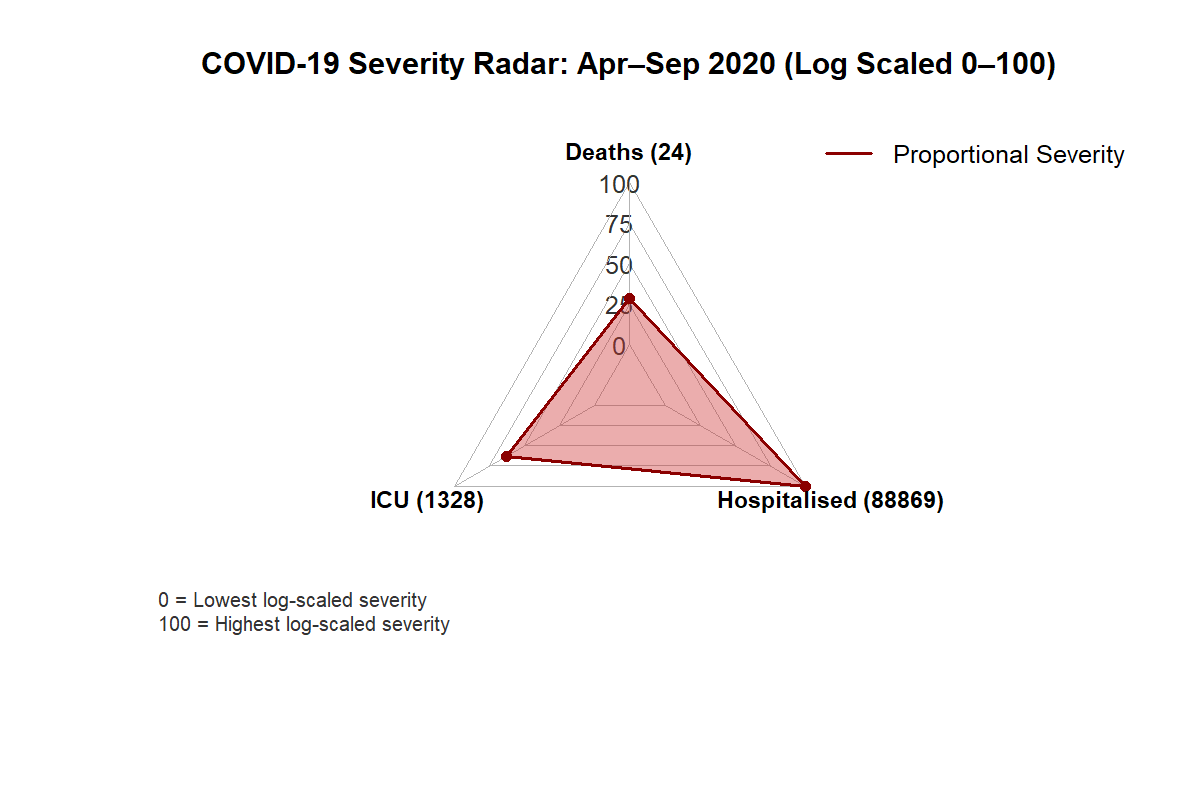 COVID-19 Severity Radar: Apr–Sep 2020 (Log Scaled 0–100)
Deaths (24)
Proportional Severity
100
75
50
25
0
ICU (1328)
Hospitalised (88869)
0 = Lowest log-scaled severity
100 = Highest log-scaled severity